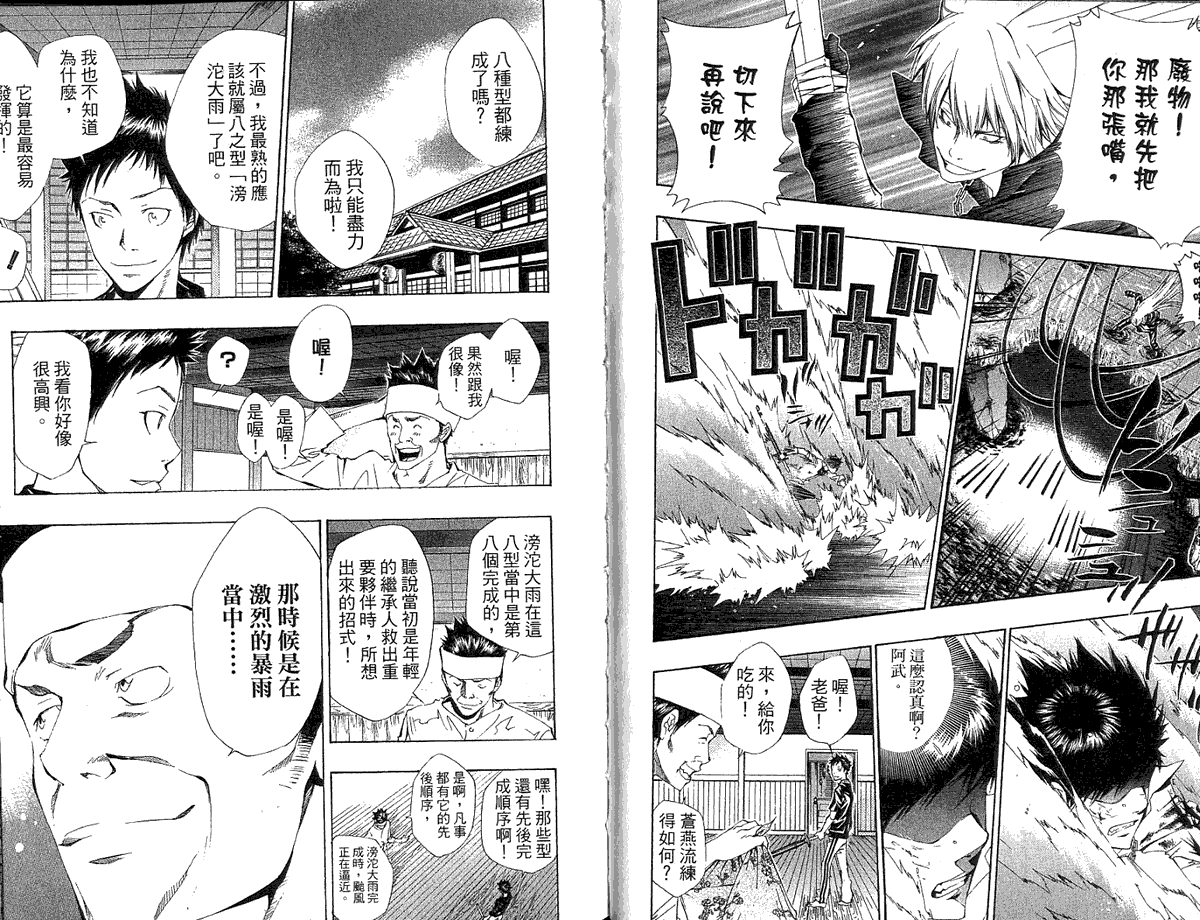 廢物！
那我就先把
你那張嘴，
切下來
再說吧！
ドドガガガガ
這麼認真啊？
阿武。
喔！
老爸！
來，給你
吃的！
蒼燕流練
得如何？
八種型都練
成了嗎？
我只能盡力
而為啦！
不過，我最熟的應
該就屬八之型「滂
沱大雨」了吧。
我也不知道
為什麼，
它算是最容易
發揮的！
！
喔！
果然跟我
很像！
喔！
？
是喔！
是喔！
我看你好像
很高興。
滂沱大雨在這
八型當中是第
八個完成的，
聽說當初是年輕
的繼承人救出重
要夥伴時，所想
出來的招式！
那時候是在
激烈的暴雨
當中⋯⋯
嘿！那些型
還有先後完
成順序啊！
是啊，凡事
都有它的先
後順序，
滂沱大雨完
成時，颱風
正在逼近。